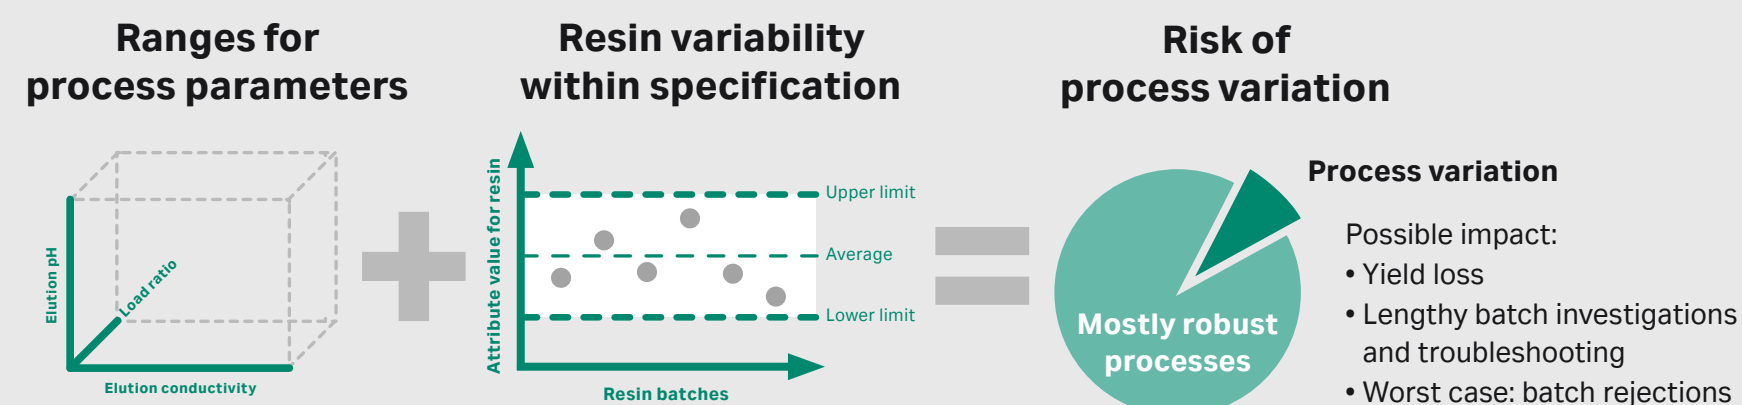 Ranges for
process parameters
Elution pH
Load ratio
Elution conductivity
Resin variability
within specification
Attribute value for resin
Upper limit
Average
Lower limit
Resin batches
Risk of
process variation
Mostly robust
processes
Process variation
Possible impact:
• Yield loss
• Lengthy batch investigations
and troubleshooting
• Worst case: batch rejections